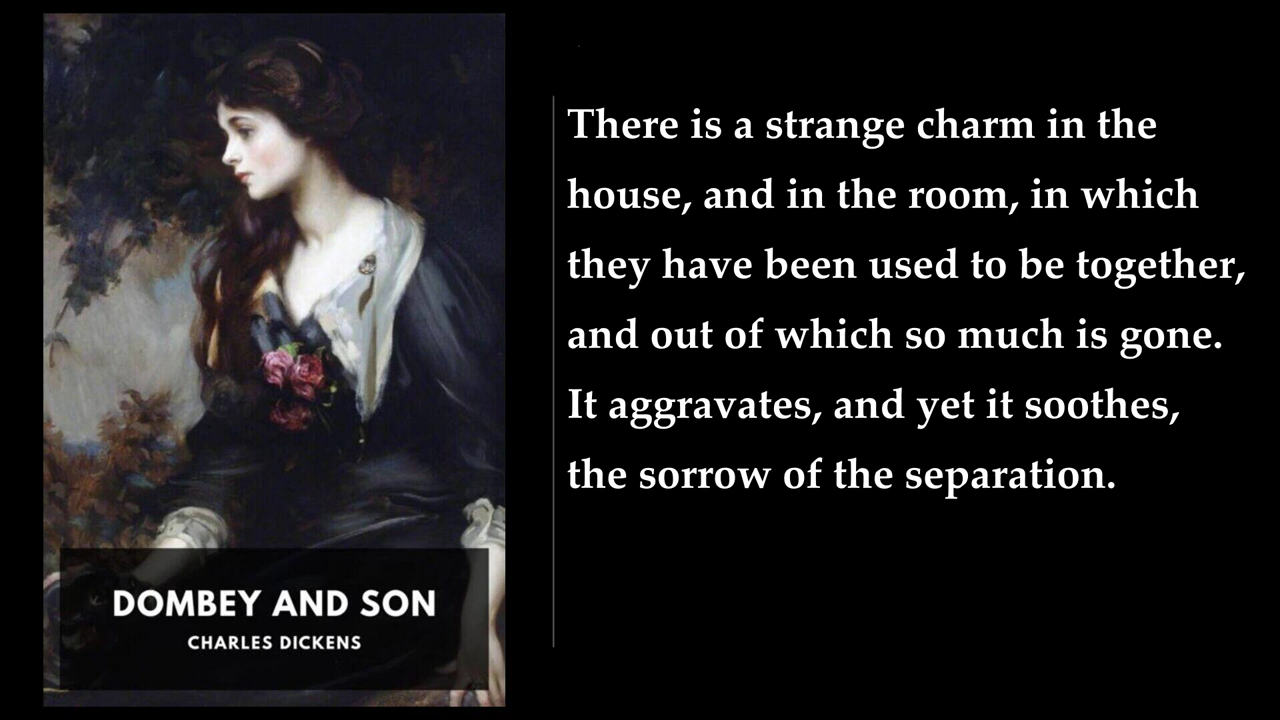 DOMBEY AND SON
CHARLES DICKENS
There is a strange charm in the
house, and in the room, in which
they have been used to be together,
and out of which so much is gone.
It aggravates, and yet it soothes,
the sorrow of the separation.